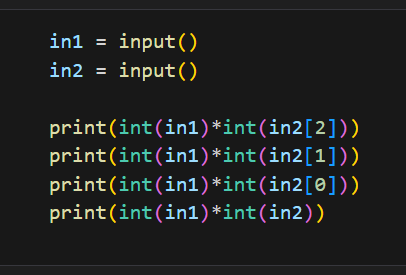 in1 = input()
in2 = input()
print(int(in1)*int(in2[2]))
print(int(in1)*int(in2[1]))
print(int(in1)*int(in2[0]))
print(int(in1)*int(in2))